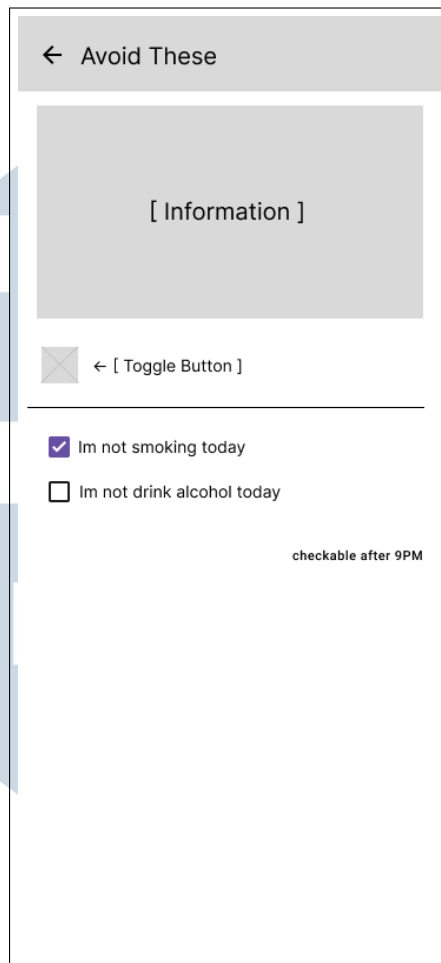 ← Avoid These
[ Information ]
← [ Toggle Button ]
Im not smoking today
Im not drink alcohol today
checkable after 9PM